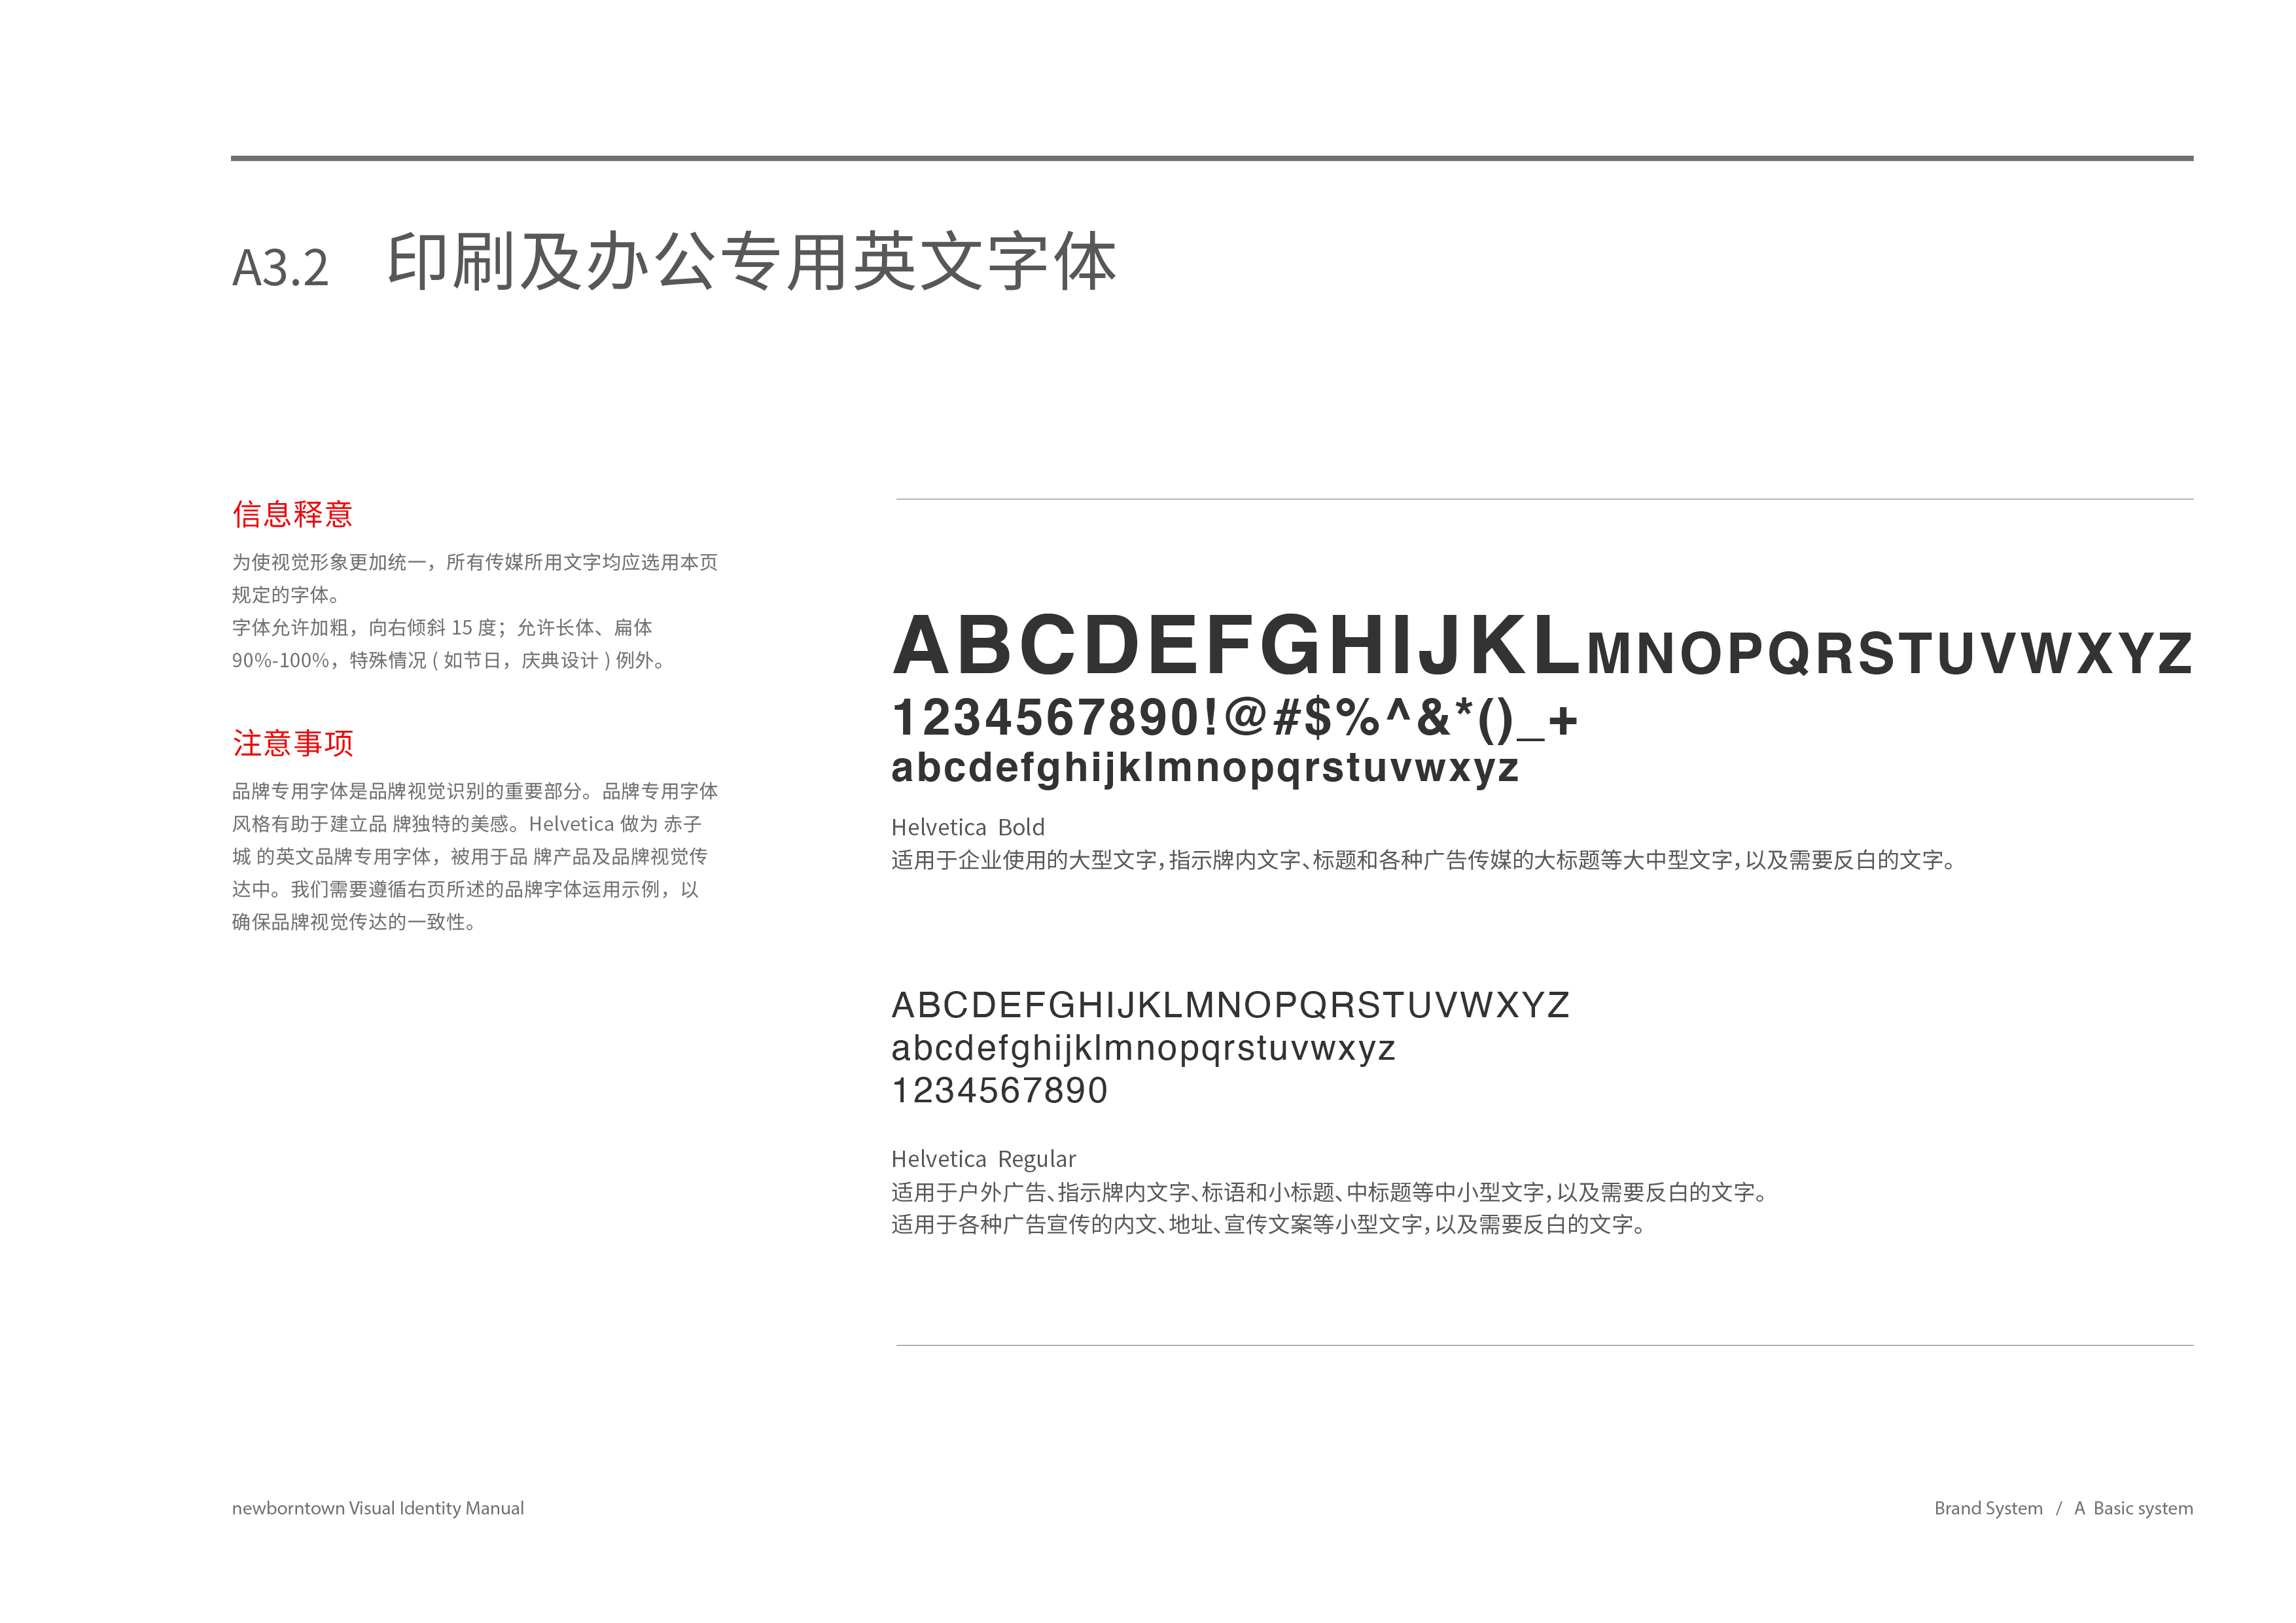 A3.2 印刷及办公专用英文字体
信息释意
为使视觉形象更加统一，所有传媒所用文字均应选用本页
规定的字体。
字体允许加粗，向右倾斜 15 度；允许长体、扁体
90%-100%，特殊情况 ( 如节日，庆典设计 ) 例外。
注意事项
品牌专用字体是品牌视觉识别的重要部分。品牌专用字体
风格有助于建立品 牌独特的美感。Helvetica 做为 赤子
城 的英文品牌专用字体，被用于品 牌产品及品牌视觉传
达中。我们需要遵循右页所述的品牌字体运用示例，以
确保品牌视觉传达的一致性。
ABCDEFGHIJKLMNOPQRSTUVWXYZ
1234567890!@#$%^&*()_+
abcdefghijklmnopqrstuvwxyz
Helvetica Bold
适用于企业使用的大型文字，指示牌内文字、标题和各种广告传媒的大标题等大中型文字，以及需要反白的文字。
ABCDEFGHIJKLMNOPQRSTUVWXYZ
abcdefghijklmnopqrstuvwxyz
1234567890
Helvetica Regular
适用于户外广告、指示牌内文字、标语和小标题、中标题等中小型文字，以及需要反白的文字。
适用于各种广告宣传的内文、地址、宣传文案等小型文字，以及需要反白的文字。
newborntown Visual Identity Manual
Brand System / A Basic system